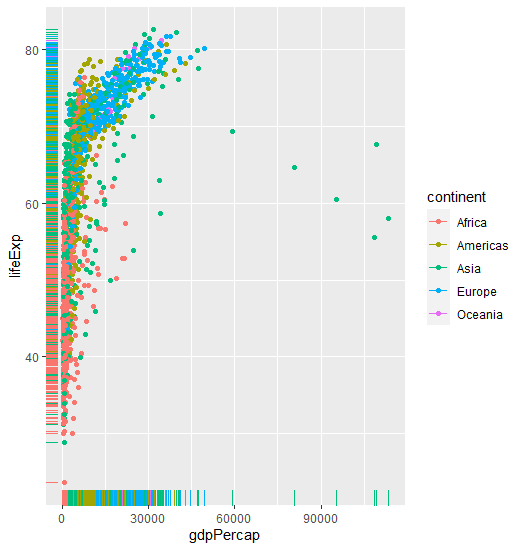 80
60
40
lifeExp
0
30000
60000
90000
gdpPercap
continent
Africa
Americas
Asia
Europe
Oceania